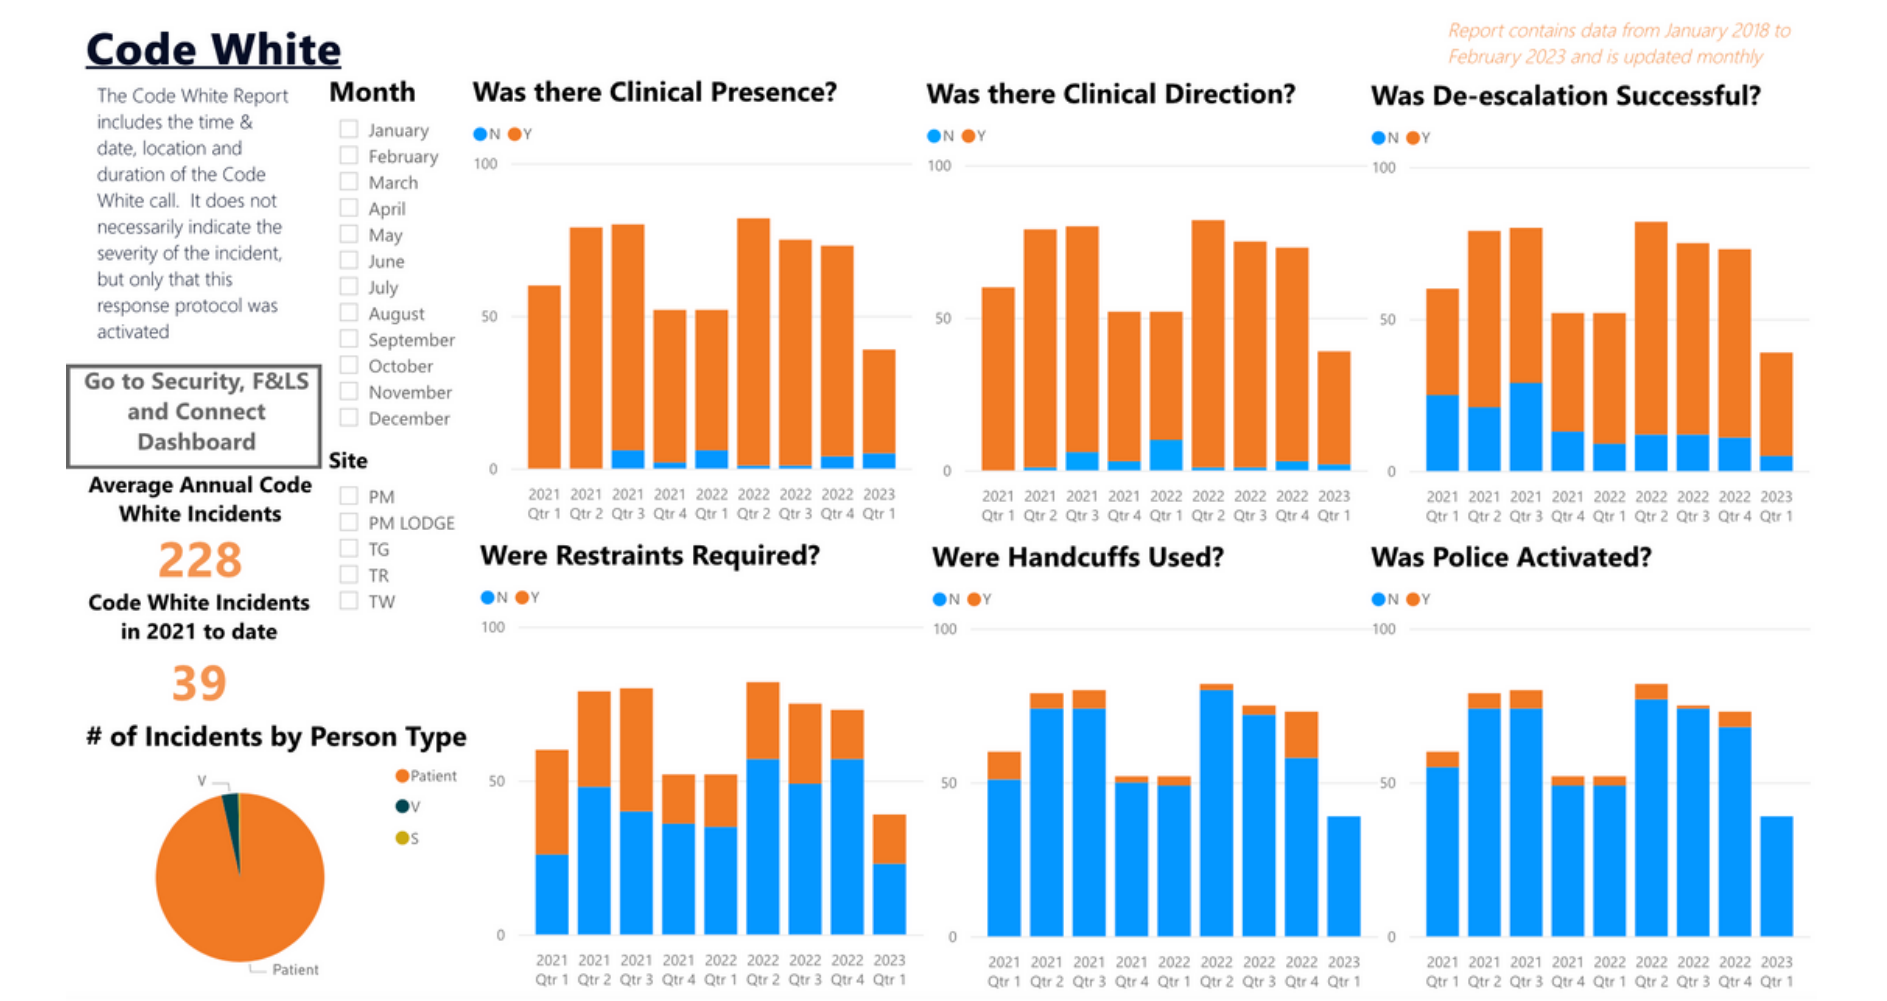 Code White
Report contains data from January 2018 to
February 2023 and is updated monthly
The Code White Report
includes the time &
date, location and
duration of the Code
White call. It does not
necessarily indicate the
severity of the incident,
but only that this
response protocol was
activated
Go to Security, F&LS
and Connect
Dashboard
Average Annual Code
White Incidents
228
Code White Incidents
in 2021 to date
39
Month
January
February
March
April
May
June
July
August
September
October
November
December
Site
PM
PM LODGE
TG
TR
TW
Was there Clinical Presence?
N Y
100
50
0
2021 2021 2021 2021 2022 2022 2022 2022 2023
Qtr 1 Qtr 2 Qtr 3 Qtr 4 Qtr 1 Qtr 2 Qtr 3 Qtr 4 Qtr 1
Was there Clinical Direction?
N Y
100
50
0
2021 2021 2021 2021 2022 2022 2022 2022 2023
Qtr 1 Qtr 2 Qtr 3 Qtr 4 Qtr 1 Qtr 2 Qtr 3 Qtr 4 Qtr 1
Was De-escalation Successful?
N Y
100
50
0
2021 2021 2021 2021 2022 2022 2022 2022 2023
Qtr 1 Qtr 2 Qtr 3 Qtr 4 Qtr 1 Qtr 2 Qtr 3 Qtr 4 Qtr 1
# of Incidents by Person Type
V
Patient
Patient
V
S
Were Restraints Required?
N Y
100
50
0
2021 2021 2021 2021 2022 2022 2022 2022 2023
Qtr 1 Qtr 2 Qtr 3 Qtr 4 Qtr 1 Qtr 2 Qtr 3 Qtr 4 Qtr 1
Were Handcuffs Used?
N Y
100
50
0
2021 2021 2021 2021 2022 2022 2022 2022 2023
Qtr 1 Qtr 2 Qtr 3 Qtr 4 Qtr 1 Qtr 2 Qtr 3 Qtr 4 Qtr 1
Was Police Activated?
N Y
100
50
0
2021 2021 2021 2021 2022 2022 2022 2022 2023
Qtr 1 Qtr 2 Qtr 3 Qtr 4 Qtr 1 Qtr 2 Qtr 3 Qtr 4 Qtr 1